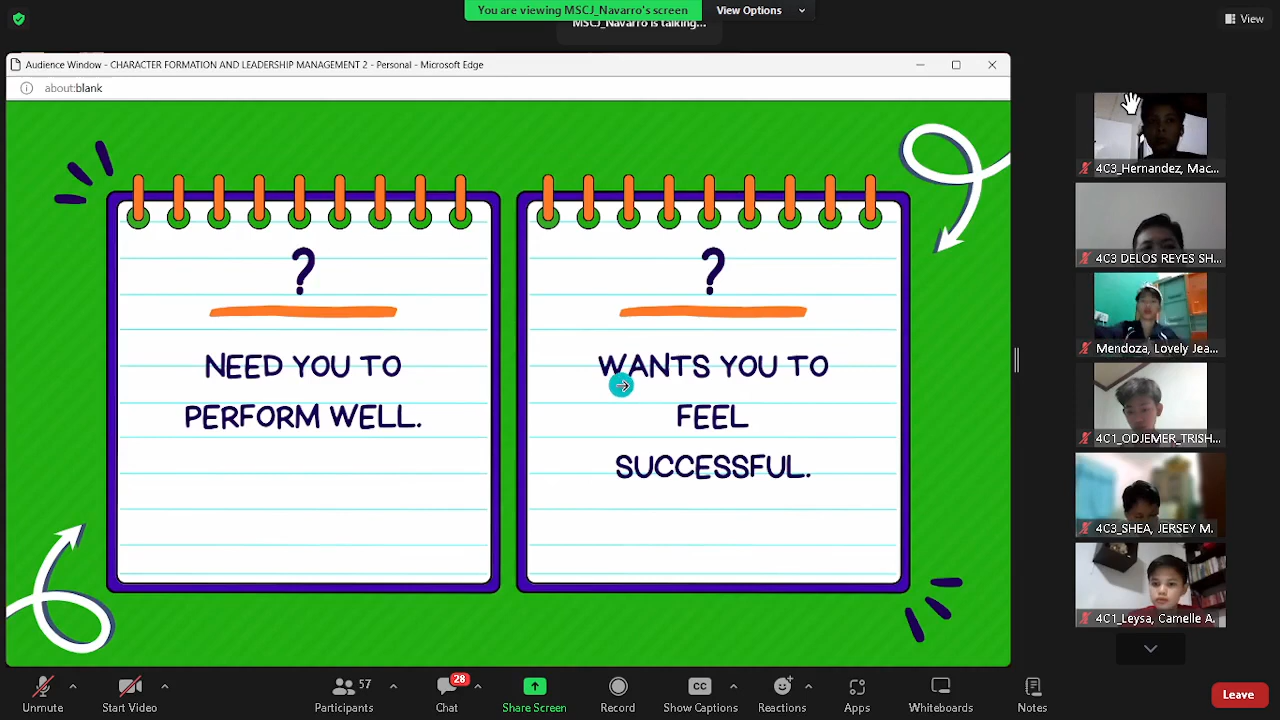 You are viewing MSCJ_Navarro's screen
View Options
MSCJ_Navarro is talking...
View
Audience Window - CHARACTER FORMATION AND LEADERSHIP MANAGEMENT 2 - Personal - Microsoft Edge
about:blank
?
NEED YOU TO
PERFORM WELL.
?
WANTS YOU TO
FEEL
SUCCESSFUL.
4C3_Hernandez, Mac...
4C3 DELOS REYES SH...
Mendoza, Lovely Jea...
4C1_ODJEMER_TRISH...
4C3_SHEA, JERSEY M.
4C1_Leysa, Carnelle A.
Unmute
Start Video
57
Participants
28
Chat
Share Screen
Record
CC
Show Captions
Reactions
Apps
Whiteboards
Notes
Leave